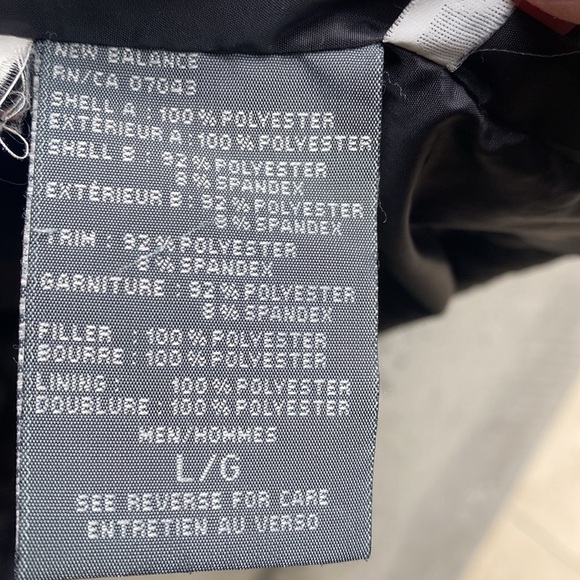 NEW BALANCE
RN/CA 07043
SHELL A : 100 % POLYESTER
EXTÉRIEUR A : 100 % POLYESTER
SHELL B : 92 % POLYESTER
8 % SPANDEX
EXTÉRIEUR B : 92 % POLYESTER
8 % SPANDEX
TRIM : 92 % POLYESTER
8 % SPANDEX
GARNITURE : 92 % POLYESTER
8 % SPANDEX
FILLER : 100 % POLYESTER
BOURRE : 100 % POLYESTER
LINING : 100 % POLYESTER
DOUBLURE : 100 % POLYESTER
MEN/HOMMES
L/G
SEE REVERSE FOR CARE
ENTRETIEN AU VERSO